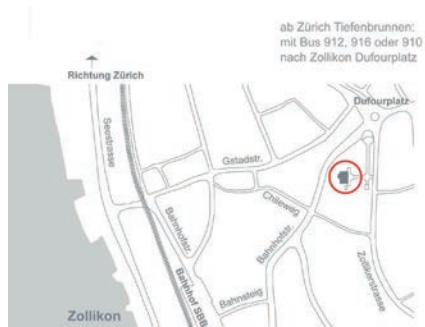 ab Zürich Tiefenbrunnen:
mit Bus 912, 916 oder 910
nach Zollikon Dufourplatz
Richtung Zürich
Dufourplatz
Seestrasse
Gstadstr.
Chileweg
Bahnhofstr.
Bahnhofstr.
Zollikerstrasse
Bahnhof SBB
Bahnsteig
Zollikon